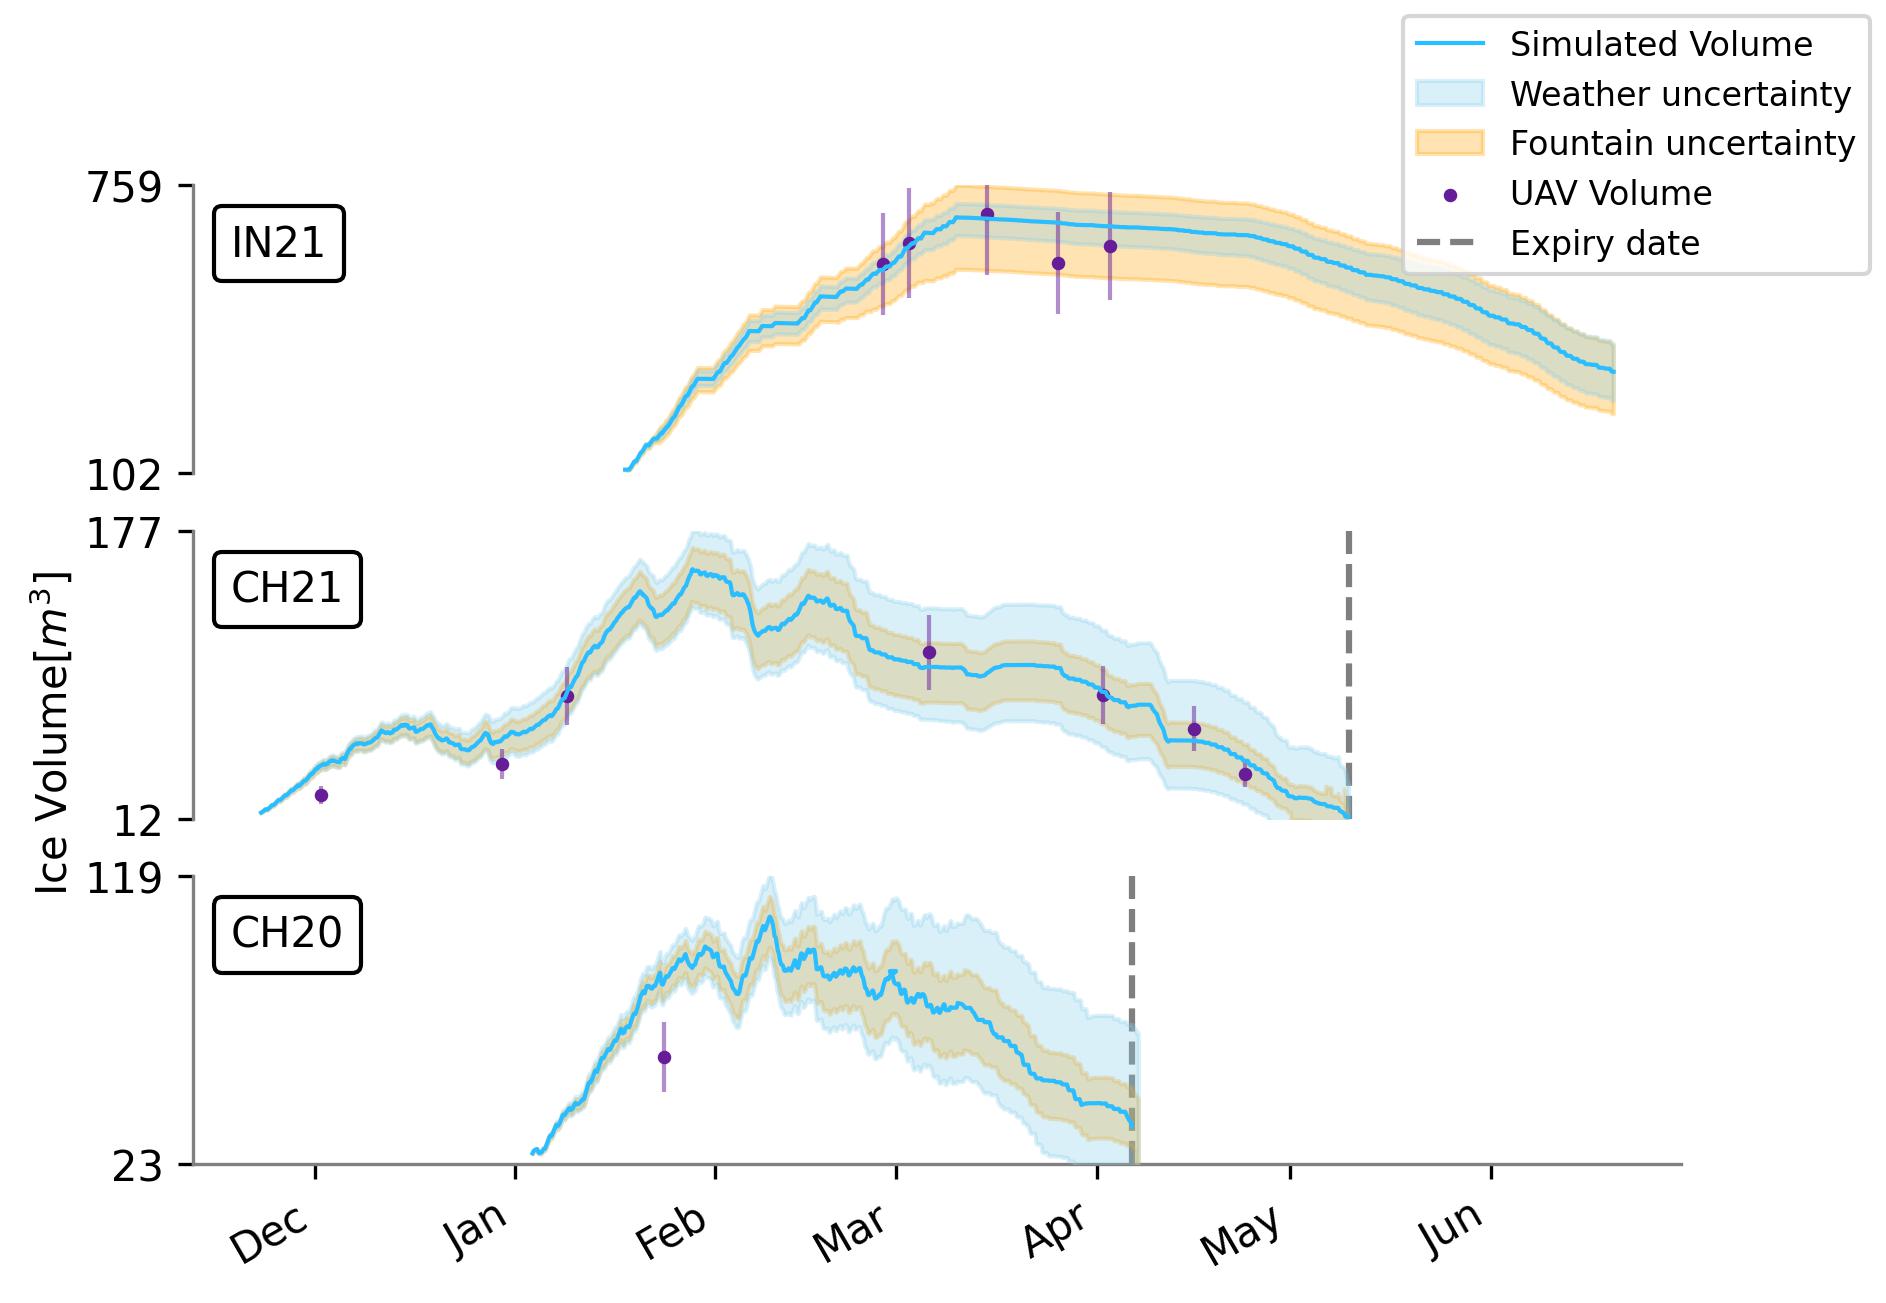 Simulated Volume
Weather uncertainty
Fountain uncertainty
UAV Volume
Expiry date
759
IN21
102
177
CH21
12
Ice Volume[m³]
119
CH20
23
Dec Jan Feb Mar Apr May Jun